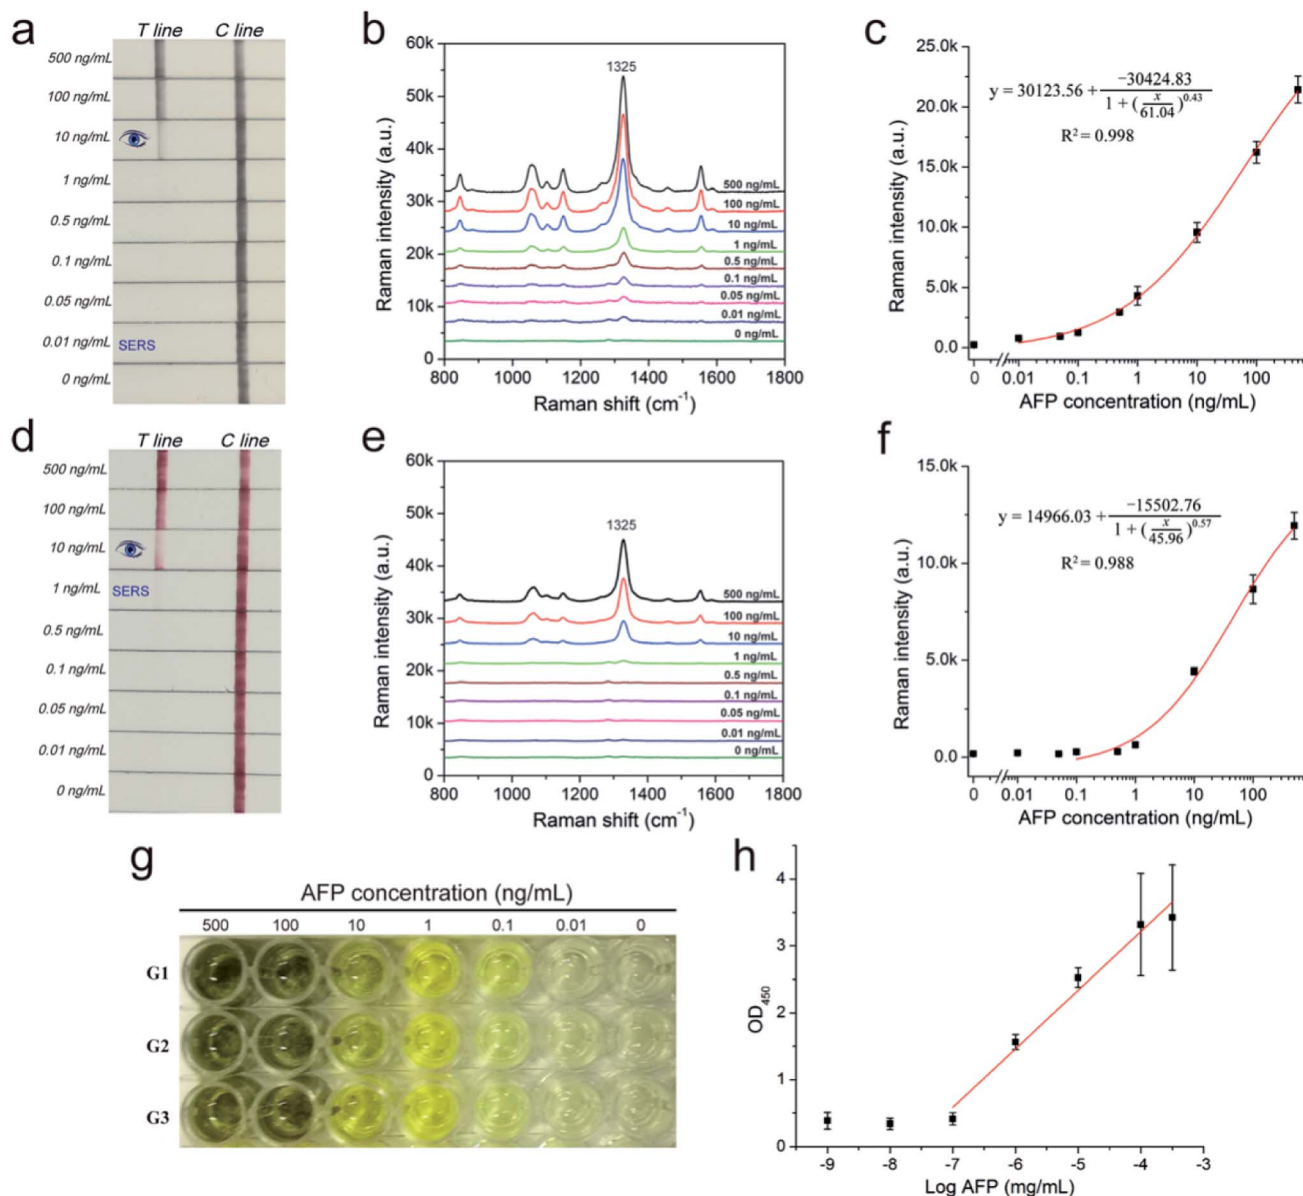 a
T line C line
500 ng/mL
100 ng/mL
10 ng/mL
1 ng/mL
0.5 ng/mL
0.1 ng/mL
0.05 ng/mL
0.01 ng/mL SERS
0 ng/mL
b
60k
50k
40k
30k
20k
10k
0
Raman intensity (a.u.)
1325
500 ng/mL
100 ng/mL
10 ng/mL
1 ng/mL
0.5 ng/mL
0.1 ng/mL
0.05 ng/mL
0.01 ng/mL
0 ng/mL
800 1000 1200 1400 1600 1800
Raman shift (cm⁻¹)
c
25.0k
20.0k
15.0k
10.0k
5.0k
0.0
Raman intensity (a.u.)
y = 30123.56 + −30424.83 / 1 + (x/61.04)^0.43
R² = 0.998
0 0.01 0.1 1 10 100
AFP concentration (ng/mL)
d
T line C line
500 ng/mL
100 ng/mL
10 ng/mL
1 ng/mL SERS
0.5 ng/mL
0.1 ng/mL
0.05 ng/mL
0.01 ng/mL
0 ng/mL
e
60k
50k
40k
30k
20k
10k
0
Raman intensity (a.u.)
1325
500 ng/mL
100 ng/mL
10 ng/mL
1 ng/mL
0.5 ng/mL
0.1 ng/mL
0.05 ng/mL
0.01 ng/mL
0 ng/mL
800 1000 1200 1400 1600 1800
Raman shift (cm⁻¹)
f
15.0k
10.0k
5.0k
0.0
Raman intensity (a.u.)
y = 14966.03 + −15502.76 / 1 + (x/45.96)^0.57
R² = 0.988
0 0.01 0.1 1 10 100
AFP concentration (ng/mL)
g
AFP concentration (ng/mL)
500 100 10 1 0.1 0.01 0
G1
G2
G3
h
4
3
2
1
0
OD₄₅₀
-9 -8 -7 -6 -5 -4 -3
Log AFP (mg/mL)